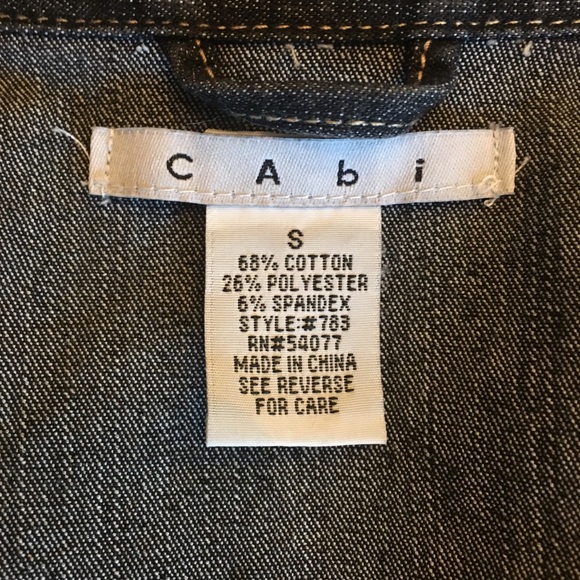 CAbi
S
68% COTTON
26% POLYESTER
6% SPANDEX
STYLE:#783
RN#54077
MADE IN CHINA
SEE REVERSE
FOR CARE